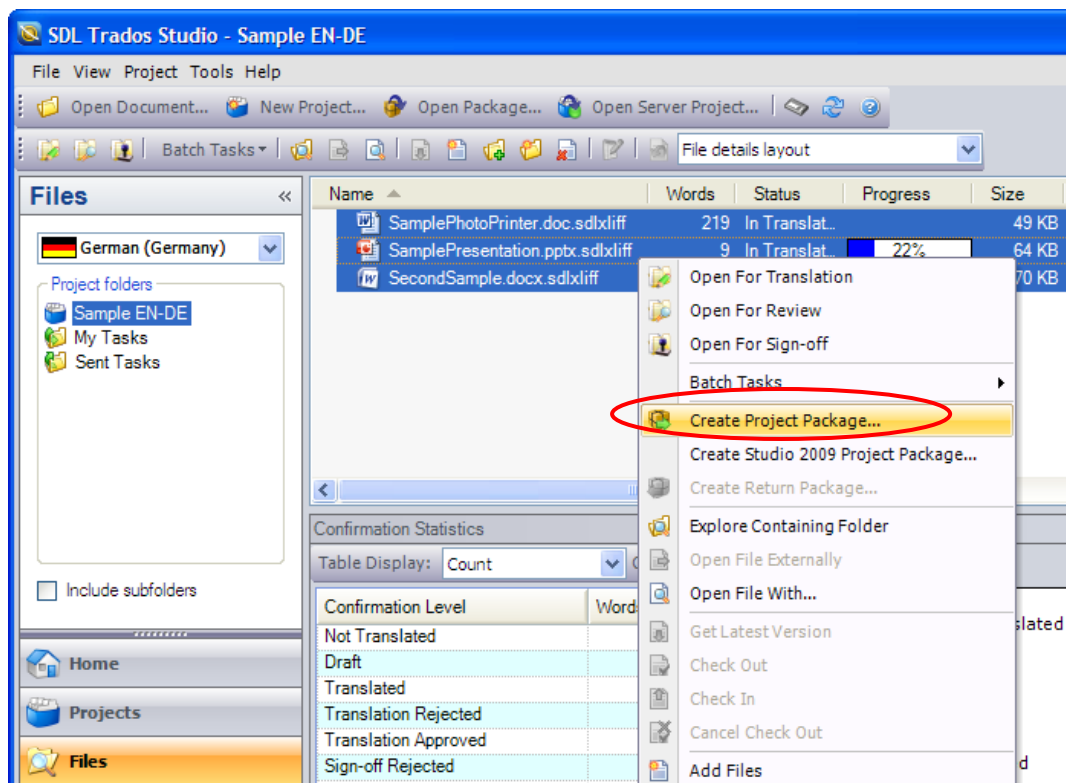 SDL Trados Studio - Sample EN-DE
File View Project Tools Help
Open Document... New Project... Open Package... Open Server Project...
Batch Tasks File details layout
Files «
Name Words Status Progress Size
German (Germany)
SamplePhotoPrinter.doc.sdlxliff 219 In Translat... 49 KB
SamplePresentation.pptx.sdlxliff 9 In Translat... 22% 64 KB
SecondSample.docx.sdlxliff 70 KB
Project folders
Sample EN-DE
My Tasks
Sent Tasks
Include subfolders
Home
Projects
Files
Open For Translation
Open For Review
Open For Sign-off
Batch Tasks
Create Project Package...
Create Studio 2009 Project Package...
Create Return Package...
Explore Containing Folder
Open File Externally
Open File With...
Get Latest Version
Check Out
Check In
Cancel Check Out
Add Files
Confirmation Statistics
Table Display: Count
Confirmation Level Word
Not Translated
Draft
Translated
Translation Rejected
Translation Approved
Sign-off Rejected